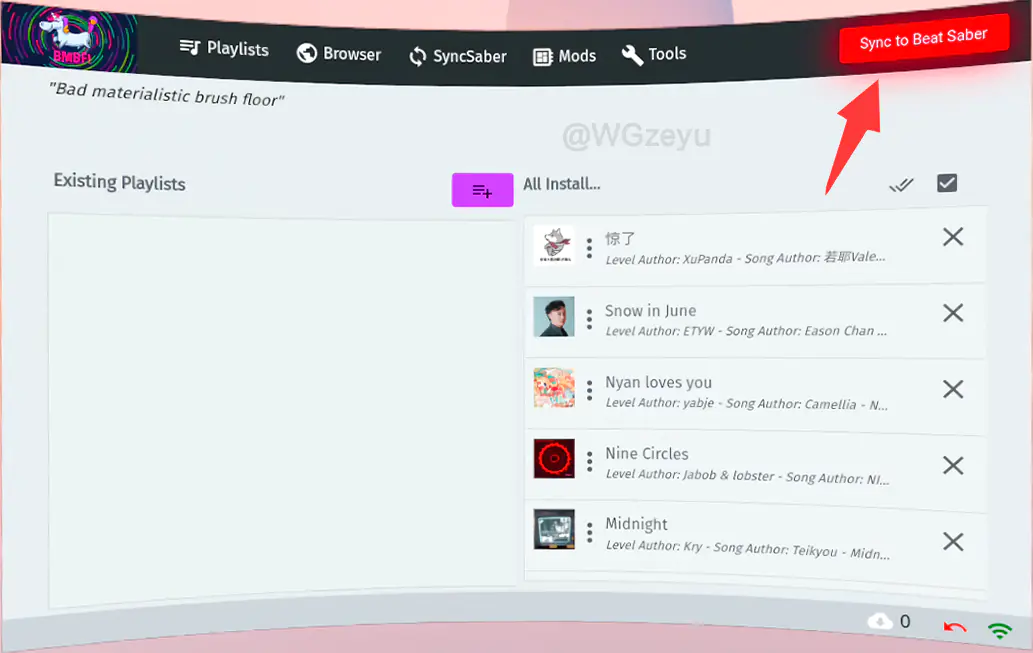 BMBF!
Playlists
Browser
SyncSaber
Mods
Tools
Sync to Beat Saber
"Bad materialistic brush floor"
@WGzeyu
Existing Playlists
All Install...
惊了
Level Author: XuPanda - Song Author: 若耶Vale...
Snow in June
Level Author: ETYW - Song Author: Eason Chan ...
Nyan loves you
Level Author: yabje - Song Author: Camellia - N...
Nine Circles
Level Author: Jabob & lobster - Song Author: NI...
Midnight
Level Author: Kry - Song Author: Teikyou - Midn...
0